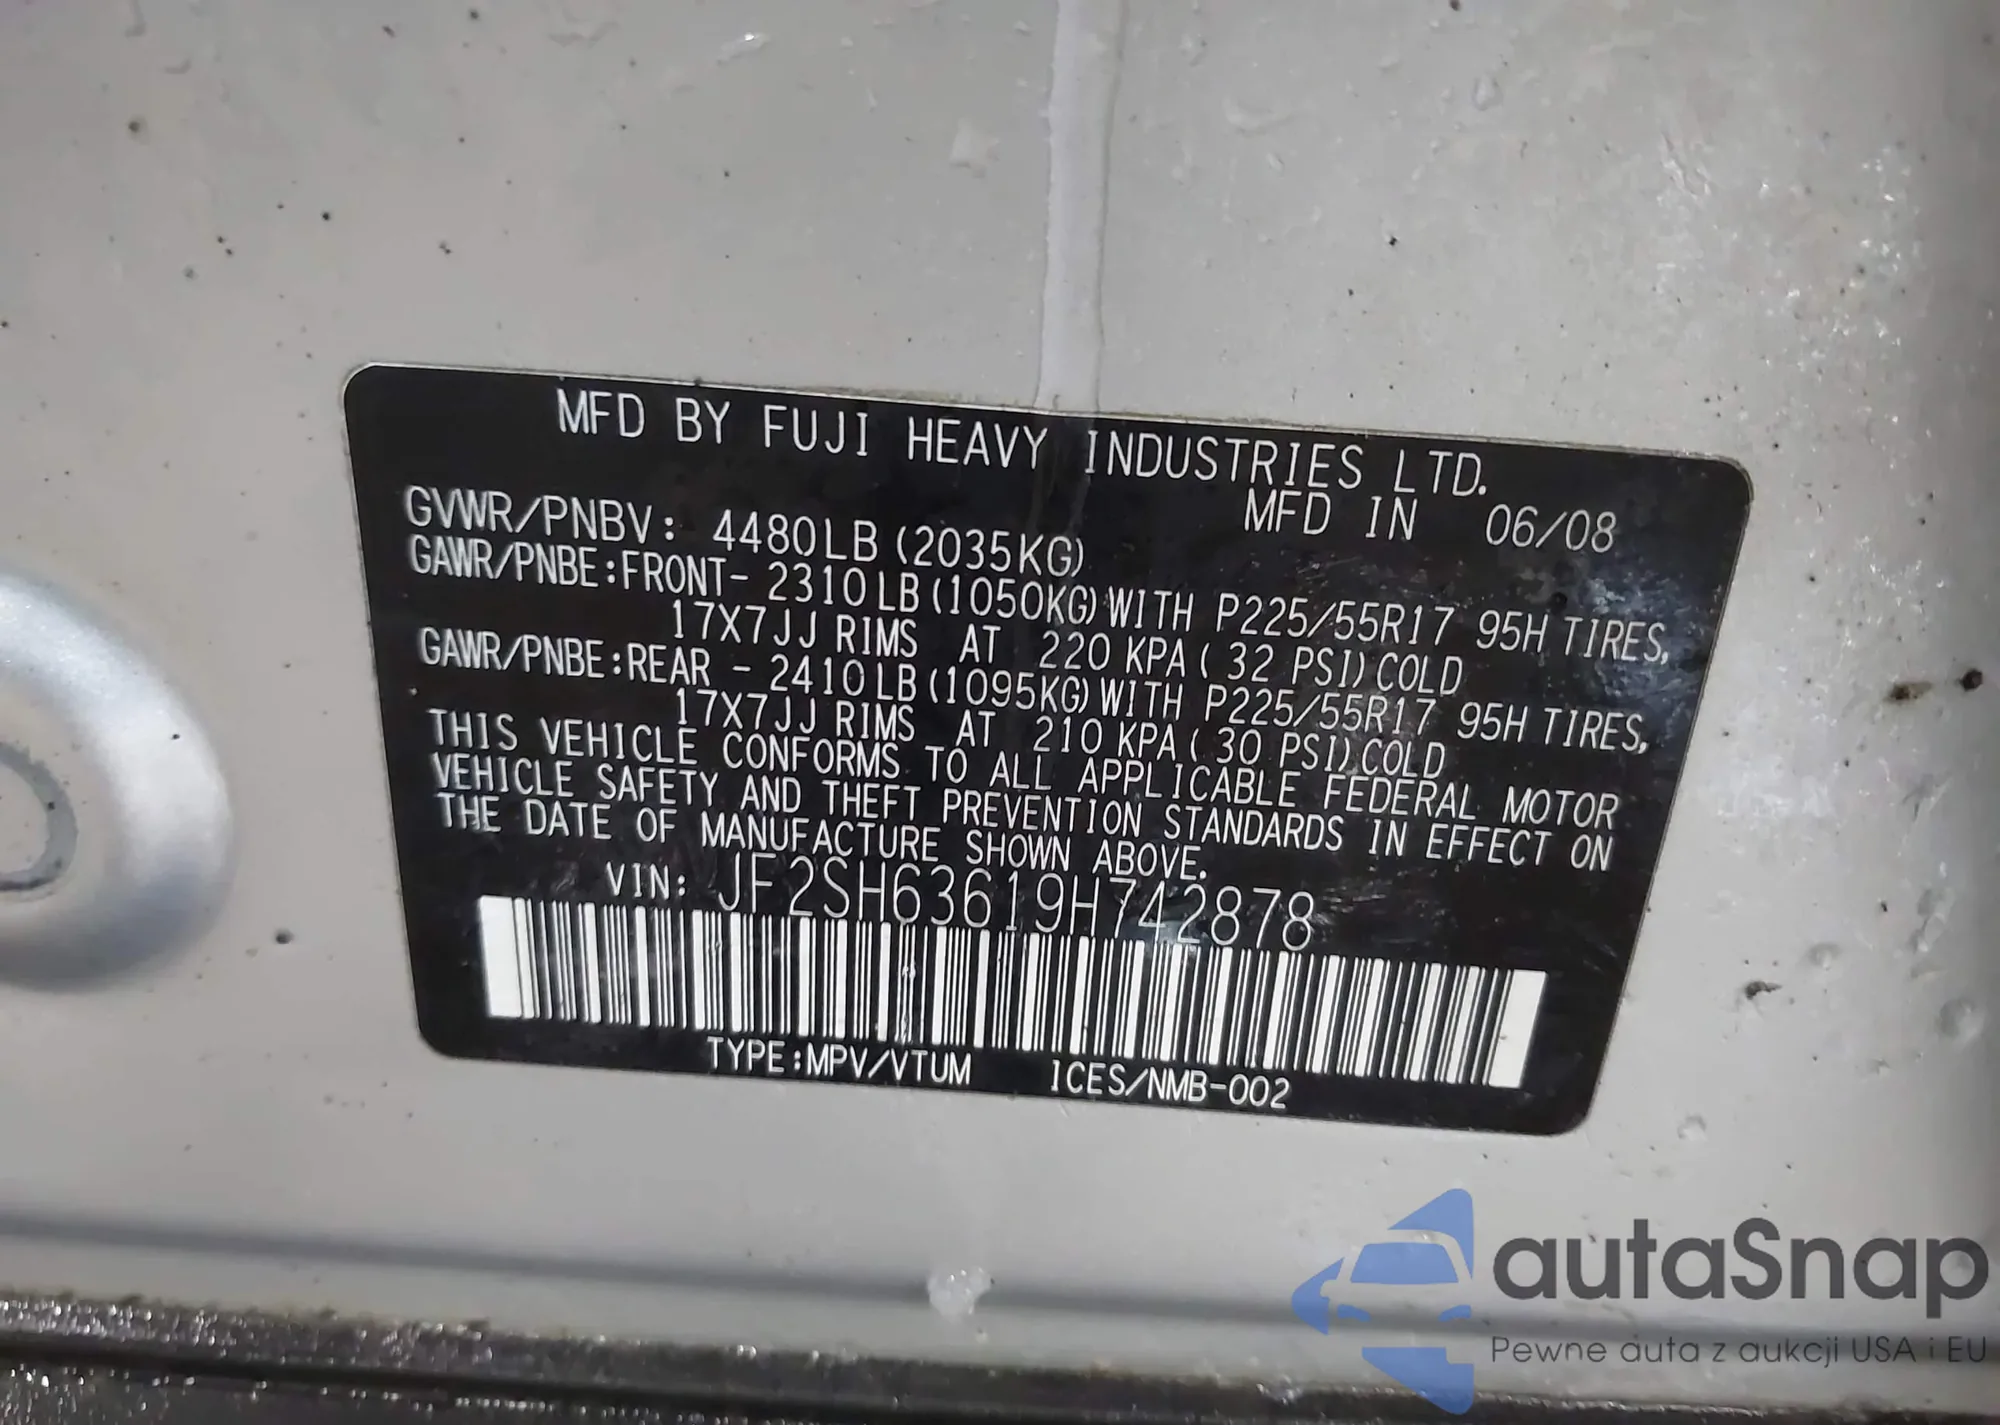 MFD BY FUJI HEAVY INDUSTRIES LTD.
MFD IN 06/08
GVWR/PNBV: 4480LB (2035KG)
GAWR/PNBE:FRONT- 2310LB (1050KG) WITH P225/55R17 95H TIRES,
17X7JJ RIMS AT 220 KPA ( 32 PSI) COLD
GAWR/PNBE:REAR - 2410LB (1095KG) WITH P225/55R17 95H TIRES,
17X7JJ RIMS AT 210 KPA ( 30 PSI) COLD
THIS VEHICLE CONFORMS TO ALL APPLICABLE FEDERAL MOTOR
VEHICLE SAFETY AND THEFT PREVENTION STANDARDS IN EFFECT ON
THE DATE OF MANUFACTURE SHOWN ABOVE.
VIN: JF2SH63619H742878
TYPE:MPV/VTUM ICES/NMB-002
autaSnap
Pewne auta z aukcji USA i EU